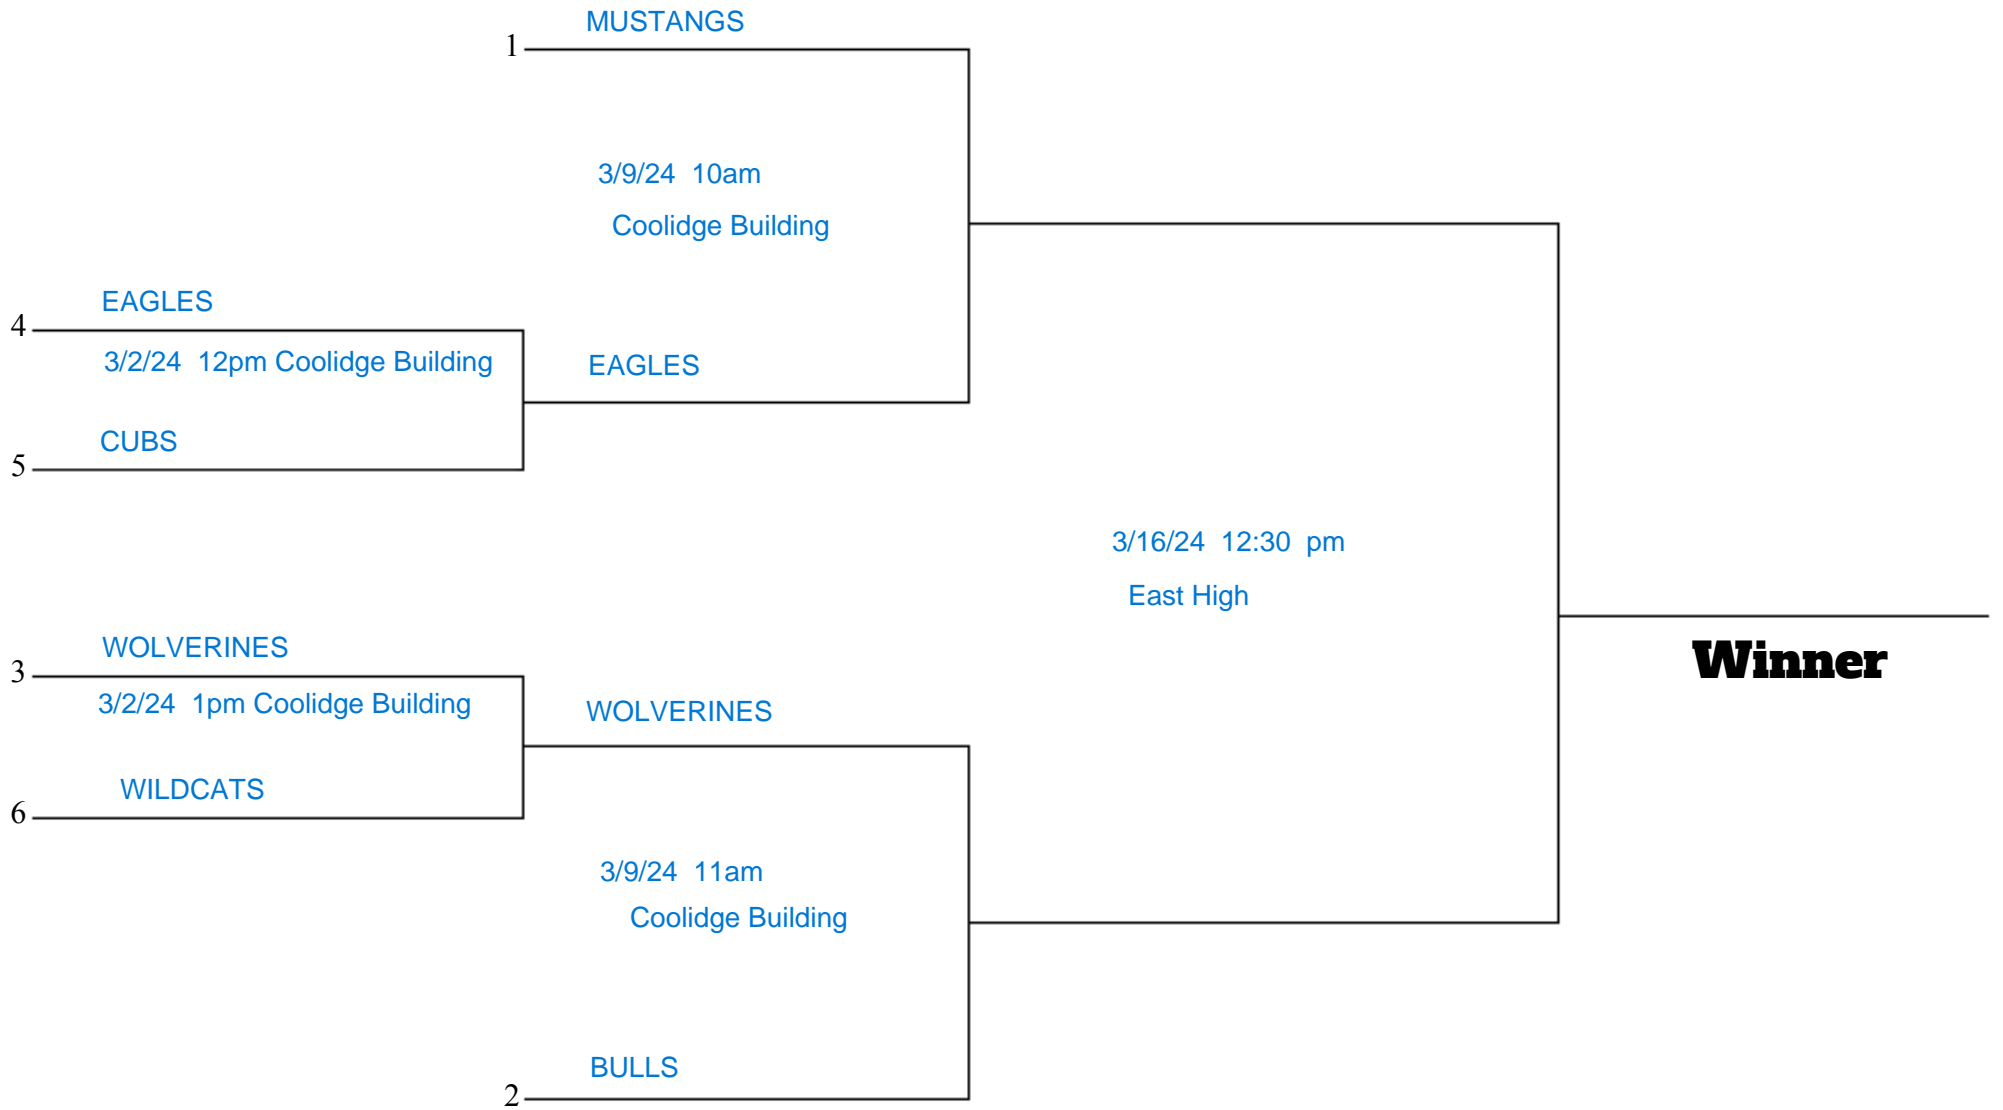 MUSTANGS
1
3/9/24 10am
Coolidge Building
EAGLES
4
3/2/24 12pm Coolidge Building
EAGLES
CUBS
5
3/16/24 12:30 pm
East High
WOLVERINES
3
3/2/24 1pm Coolidge Building
WOLVERINES
Winner
WILDCATS
6
3/9/24 11am
Coolidge Building
BULLS
2